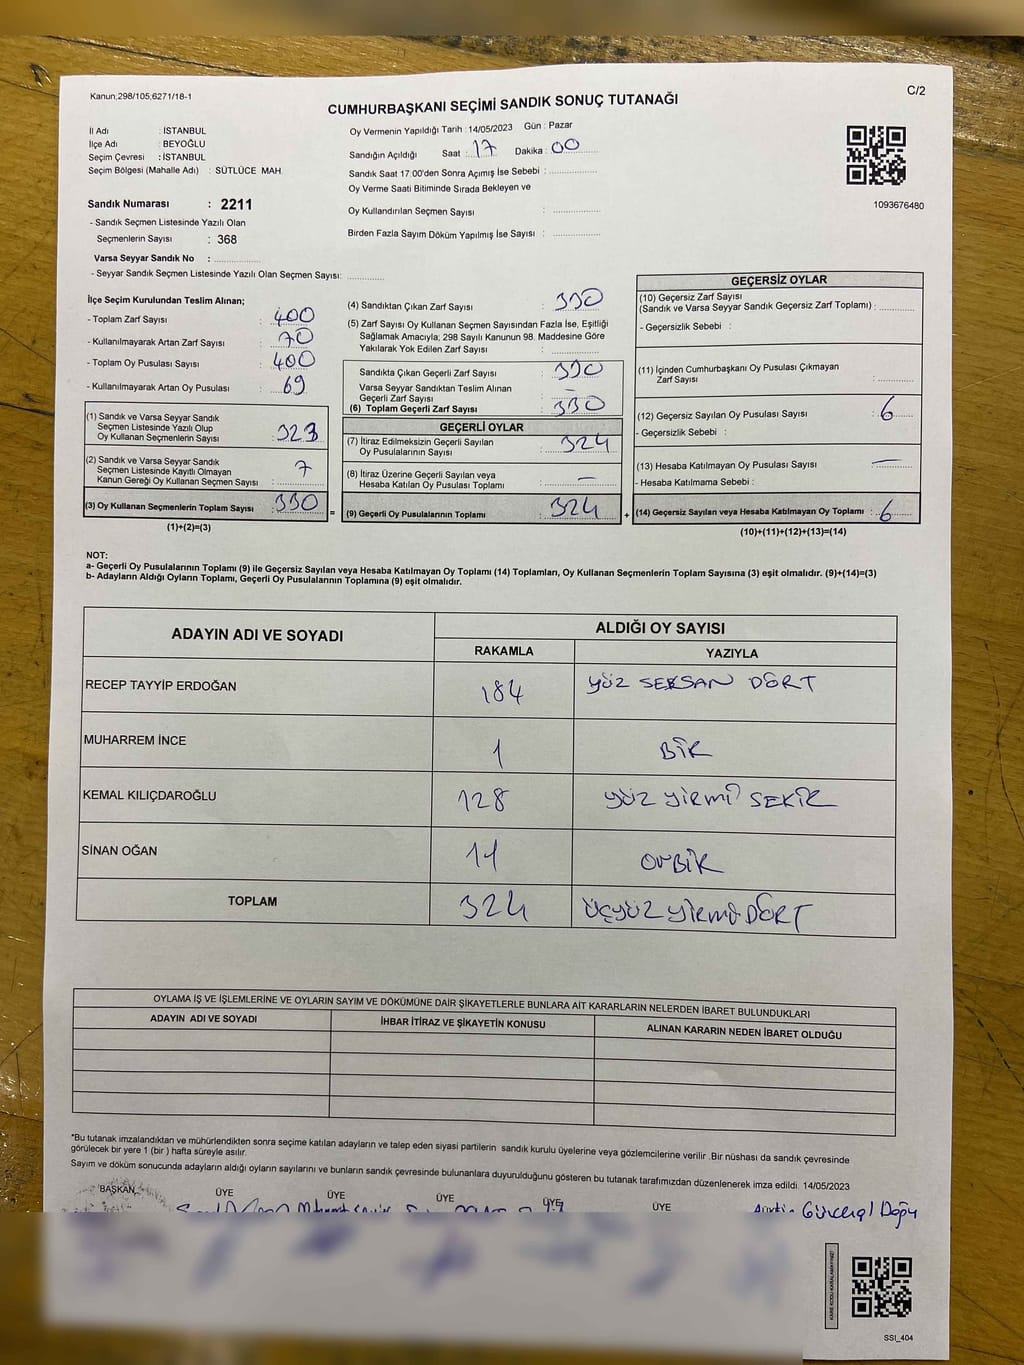 Kanun;298/105;6271/18-1
C/2
CUMHURBAŞKANI SEÇİMİ SANDIK SONUÇ TUTANAĞI
İl Adı : İSTANBUL
İlçe Adı : BEYOĞLU
Seçim Çevresi : İSTANBUL
Seçim Bölgesi (Mahalle Adı) : SÜTLÜCE MAH.
Sandık Numarası : 2211
- Sandık Seçmen Listesinde Yazılı Olan
Seçmenlerin Sayısı : 368
Varsa Seyyar Sandık No :
- Seyyar Sandık Seçmen Listesinde Yazılı Olan Seçmen Sayısı:
Oy Vermenin Yapıldığı Tarih : 14/05/2023 Gün : Pazar
Sandığın Açıldığı Saat : 17 Dakika : 00
Sandık Saat 17.00'den Sonra Açımış İse Sebebi :
Oy Verme Saati Bitiminde Sırada Bekleyen ve
Oy Kullandırılan Seçmen Sayısı :
Birden Fazla Sayım Döküm Yapılmış İse Sayısı :
1093676480
İlçe Seçim Kurulundan Teslim Alınan;
- Toplam Zarf Sayısı : 400
- Kullanılmayarak Artan Zarf Sayısı : 70
- Toplam Oy Pusulası Sayısı : 400
- Kullanılmayarak Artan Oy Pusulası : 69
(1) Sandık ve Varsa Seyyar Sandık
Seçmen Listesinde Yazılı Olup
Oy Kullanan Seçmenlerin Sayısı : 323
(2) Sandık ve Varsa Seyyar Sandık
Seçmen Listesinde Kayıtlı Olmayan
Kanun Gereği Oy Kullanan Seçmen Sayısı : 7
(3) Oy Kullanan Seçmenlerin Toplam Sayısı : 330
(1)+(2)=(3)
(4) Sandıktan Çıkan Zarf Sayısı : 330
(5) Zarf Sayısı Oy Kullanan Seçmen Sayısından Fazla İse, Eşitliği
Sağlamak Amacıyla; 298 Sayılı Kanunun 98. Maddesine Göre
Yakılarak Yok Edilen Zarf Sayısı :
Sandıkta Çıkan Geçerli Zarf Sayısı : 330
Varsa Seyyar Sandıktan Teslim Alınan
Geçerli Zarf Sayısı : –
(6) Toplam Geçerli Zarf Sayısı : 330
GEÇERLİ OYLAR
(7) İtiraz Edilmeksizin Geçerli Sayılan
Oy Pusulalarının Sayısı : 324
(8) İtiraz Üzerine Geçerli Sayılan veya
Hesaba Katılan Oy Pusulası Toplamı : –
=
(9) Geçerli Oy Pusulalarının Toplamı : 324
+
GEÇERSİZ OYLAR
(10) Geçersiz Zarf Sayısı
(Sandık ve Varsa Seyyar Sandık Geçersiz Zarf Toplamı) :
- Geçersizlik Sebebi :
(11) İçinden Cumhurbaşkanı Oy Pusulası Çıkmayan
Zarf Sayısı :
(12) Geçersiz Sayılan Oy Pusulası Sayısı : 6
- Geçersizlik Sebebi :
(13) Hesaba Katılmayan Oy Pusulası Sayısı : –
- Hesaba Katılmama Sebebi :
(14) Geçersiz Sayılan veya Hesaba Katılmayan Oy Toplamı : 6
(10)+(11)+(12)+(13)=(14)
NOT:
a- Geçerli Oy Pusulalarının Toplamı (9) ile Geçersiz Sayılan veya Hesaba Katılmayan Oy Toplamı (14) Toplamları, Oy Kullanan Seçmenlerin Toplam Sayısına (3) eşit olmalıdır. (9)+(14)=(3)
b- Adayların Aldığı Oyların Toplamı, Geçerli Oy Pusulalarının Toplamına (9) eşit olmalıdır.
ADAYIN ADI VE SOYADI
ALDIĞI OY SAYISI
RAKAMLA YAZIYLA
RECEP TAYYİP ERDOĞAN 184 YÜZ SEKSAN DÖRT
MUHARREM İNCE 1 BİR
KEMAL KILIÇDAROĞLU 128 YÜZ YİRMİ SEKİZ
SİNAN OĞAN 11 ONBİR
TOPLAM 324 ÜÇYÜZ YİRMİ DÖRT
OYLAMA İŞ VE İŞLEMLERİNE VE OYLARIN SAYIM VE DÖKÜMÜNE DAİR ŞİKAYETLERLE BUNLARA AİT KARARLARIN NELERDEN İBARET BULUNDUKLARI
ADAYIN ADI VE SOYADI İHBAR İTİRAZ VE ŞİKAYETİN KONUSU ALINAN KARARIN NEDEN İBARET OLDUĞU
*Bu tutanak imzalandıktan ve mühürlendikten sonra seçime katılan adayların ve talep eden siyasi partilerin sandık kurulu üyelerine veya gözlemcilerine verilir .Bir nüshası da sandık çevresinde
görülecek bir yere 1 (bir ) hafta süreyle asılır.
Sayım ve döküm sonucunda adayların aldığı oyların sayılarını ve bunların sandık çevresinde bulunanlara duyurulduğunu gösteren bu tutanak tarafımızdan düzenlenerek imza edildi. 14/05/2023
BAŞKAN ÜYE ÜYE ÜYE ÜYE ÜYE
KARE KODU KARALAMAYINIZ!
SSI_404